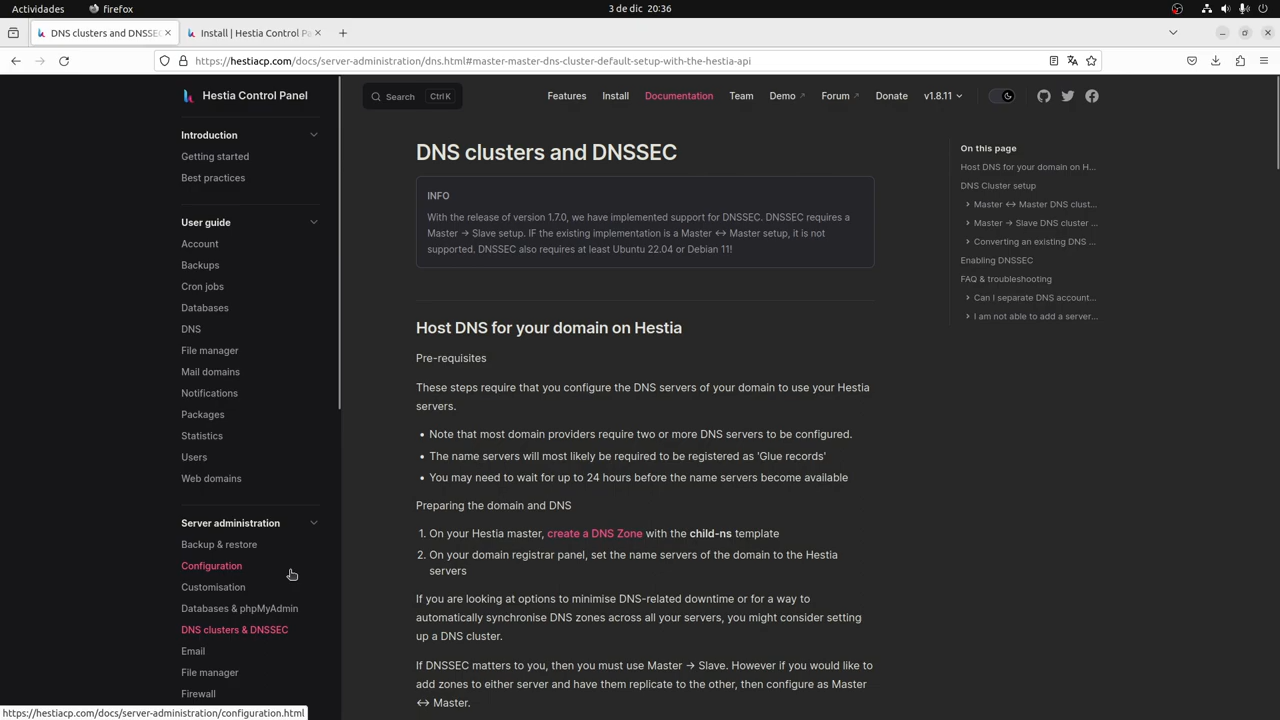 Actividades
firefox
3 de dic 20:36
DNS clusters and DNSSEC
Install | Hestia Control Pa
https://hestiacp.com/docs/server-administration/dns.html#master-master-dns-cluster-default-setup-with-the-hestia-api
Hestia Control Panel
Search Ctrl K
Features Install Documentation Team Demo Forum Donate v1.8.11
Introduction
Getting started
Best practices
User guide
Account
Backups
Cron jobs
Databases
DNS
File manager
Mail domains
Notifications
Packages
Statistics
Users
Web domains
Server administration
Backup & restore
Configuration
Customisation
Databases & phpMyAdmin
DNS clusters & DNSSEC
Email
File manager
Firewall
https://hestiacp.com/docs/server-administration/configuration.html
DNS clusters and DNSSEC
INFO
With the release of version 1.7.0, we have implemented support for DNSSEC. DNSSEC requires a
Master -> Slave setup. IF the existing implementation is a Master <-> Master setup, it is not
supported. DNSSEC also requires at least Ubuntu 22.04 or Debian 11!
Host DNS for your domain on Hestia
Pre-requisites
These steps require that you configure the DNS servers of your domain to use your Hestia
servers.
• Note that most domain providers require two or more DNS servers to be configured.
• The name servers will most likely be required to be registered as 'Glue records'
• You may need to wait for up to 24 hours before the name servers become available
Preparing the domain and DNS
1. On your Hestia master, create a DNS Zone with the child-ns template
2. On your domain registrar panel, set the name servers of the domain to the Hestia
servers
If you are looking at options to minimise DNS-related downtime or for a way to
automatically synchronise DNS zones across all your servers, you might consider setting
up a DNS cluster.
If DNSSEC matters to you, then you must use Master -> Slave. However if you would like to
add zones to either server and have them replicate to the other, then configure as Master
<-> Master.
On this page
Host DNS for your domain on H...
DNS Cluster setup
Master <-> Master DNS clust...
Master -> Slave DNS cluster ...
Converting an existing DNS ...
Enabling DNSSEC
FAQ & troubleshooting
Can I separate DNS account...
I am not able to add a server...